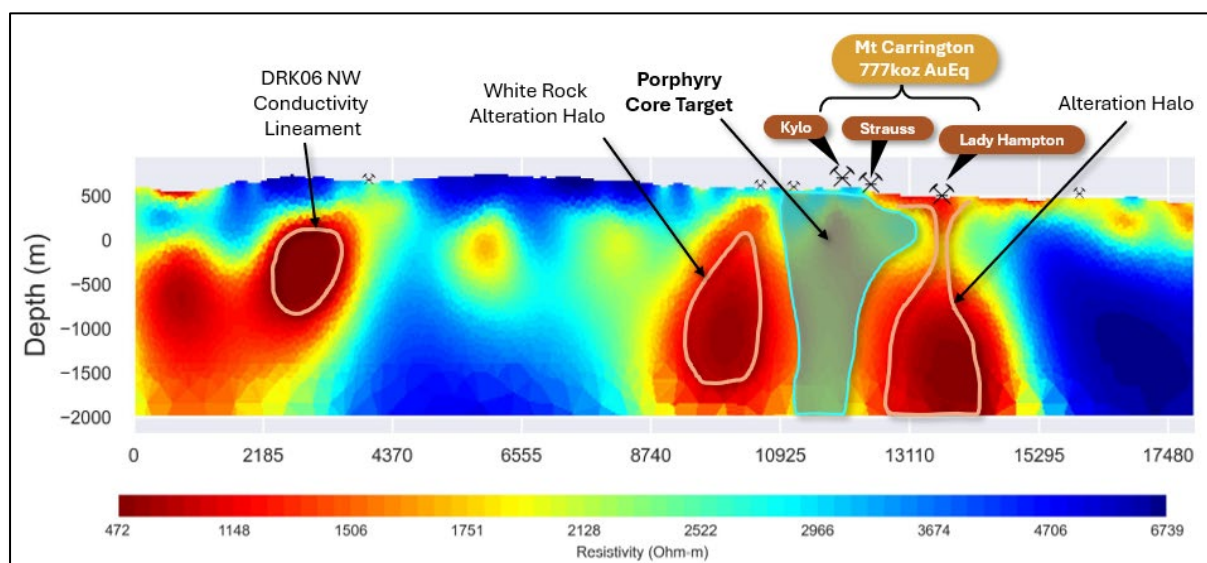 DRK06 NW
Conductivity
Lineament
White Rock
Alteration Halo
Porphyry
Core Target
Mt Carrington
777koz AuEq
Kylo
Strauss
Lady Hampton
Alteration Halo
Depth (m)
500
0
−500
−1000
−1500
−2000
0 2185 4370 6555 8740 10925 13110 15295 17480
472 1148 1506 1751 2128 2522 2966 3674 4706 6739
Resistivity (Ohm-m)